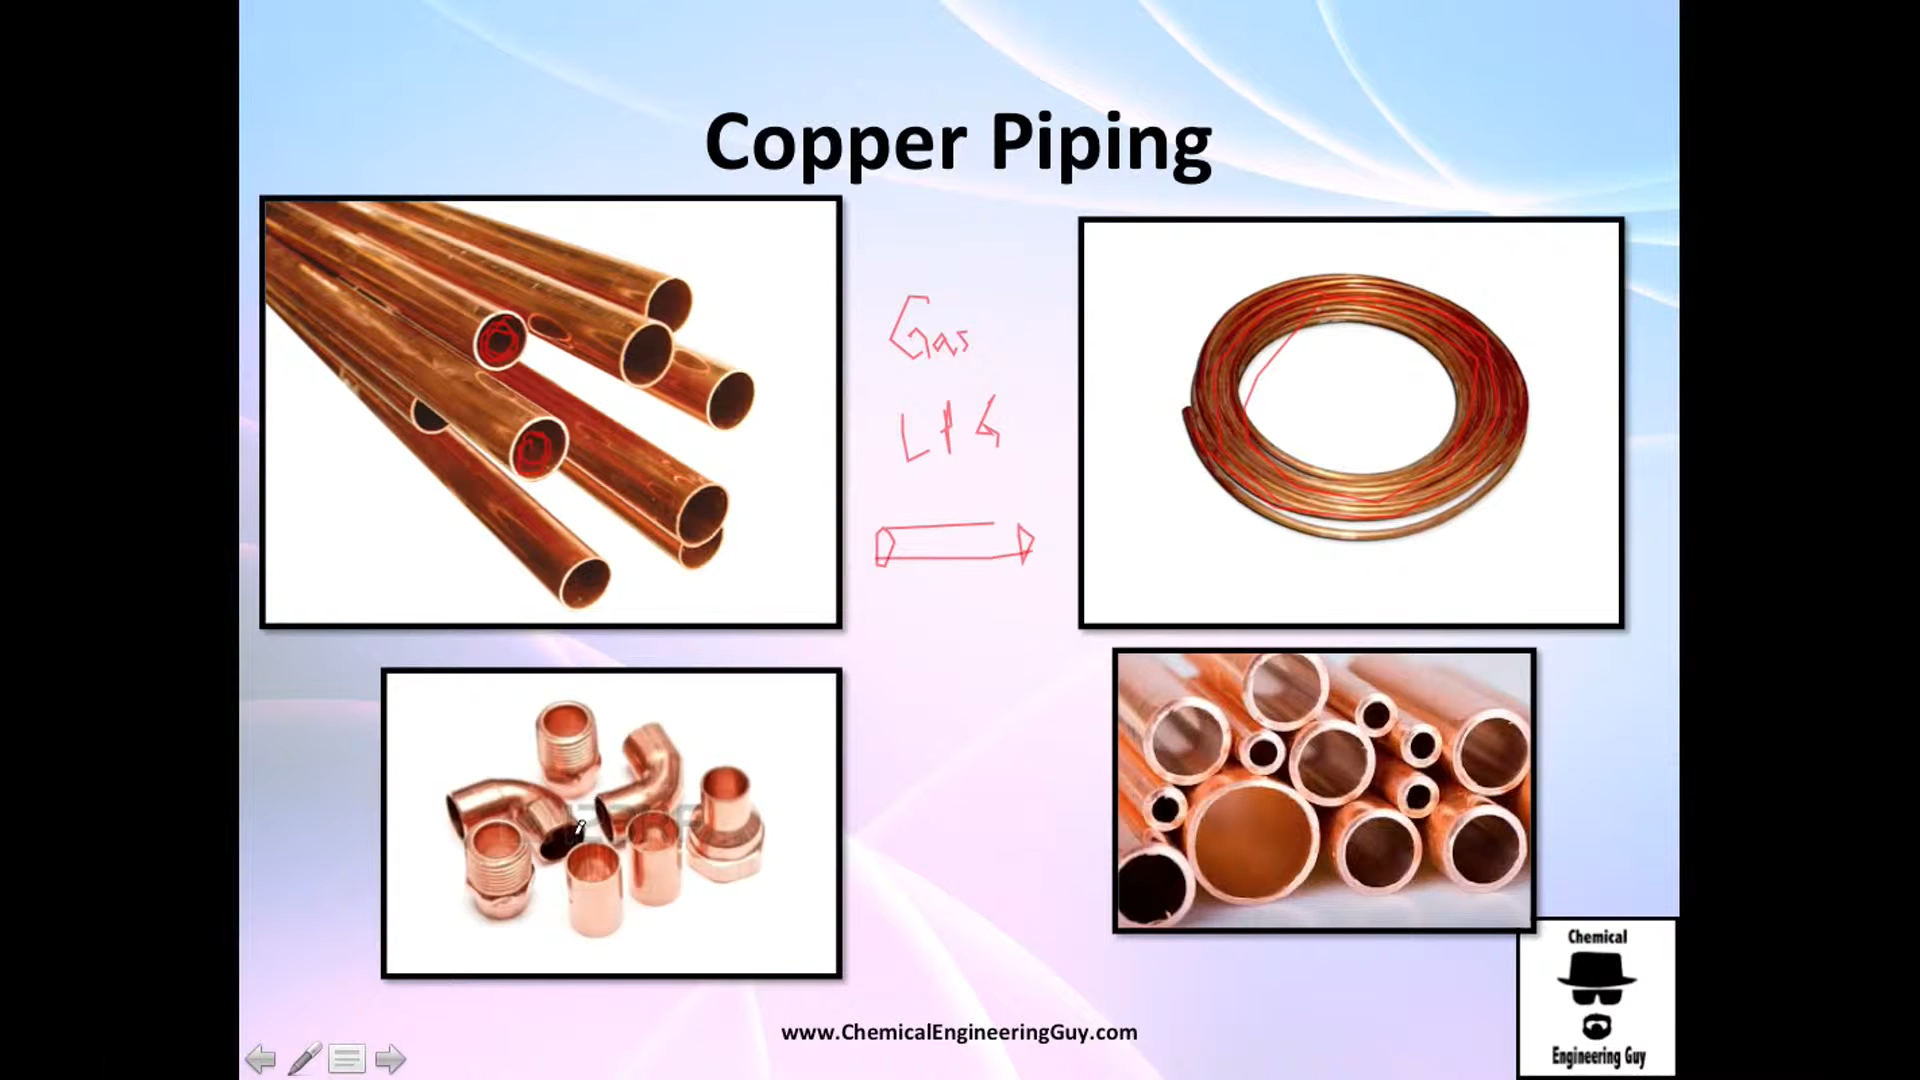 Copper Piping
Gas
LPG
www.ChemicalEngineeringGuy.com
Chemical
Engineering Guy